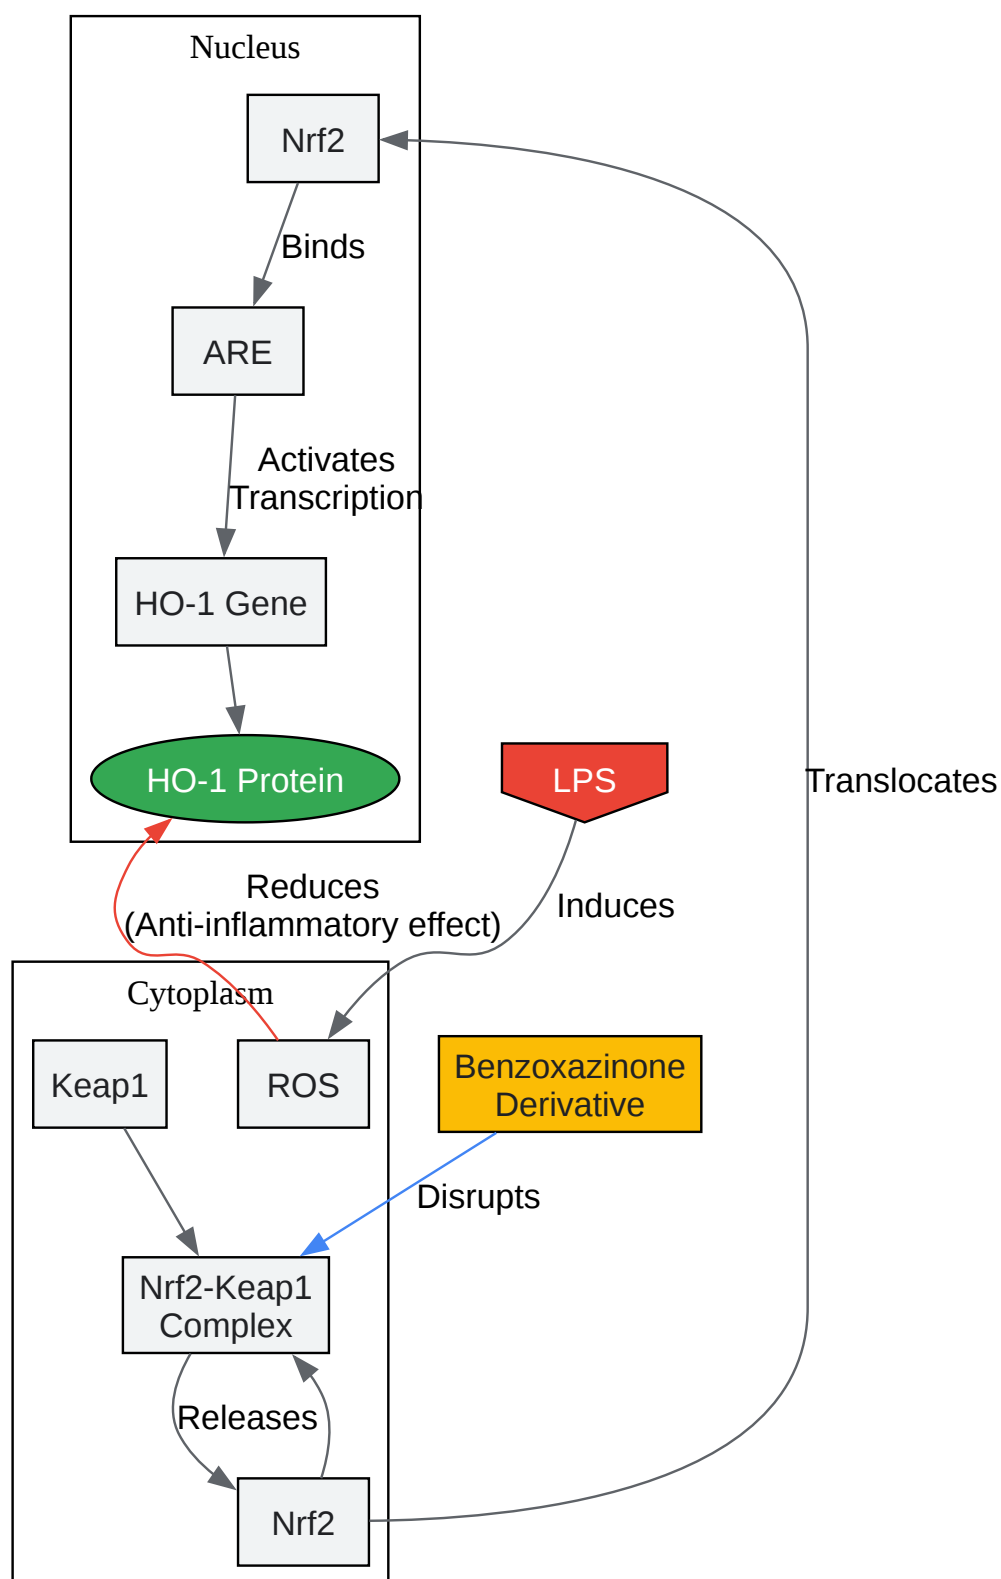 Nucleus
Nrf2
Binds
ARE
Activates
Transcription
HO-1 Gene
HO-1 Protein
LPS
Translocates
Reduces
(Anti-inflammatory effect)
Induces
Cytoplasm
Keap1
ROS
Benzoxazinone
Derivative
Disrupts
Nrf2-Keap1
Complex
Releases
Nrf2